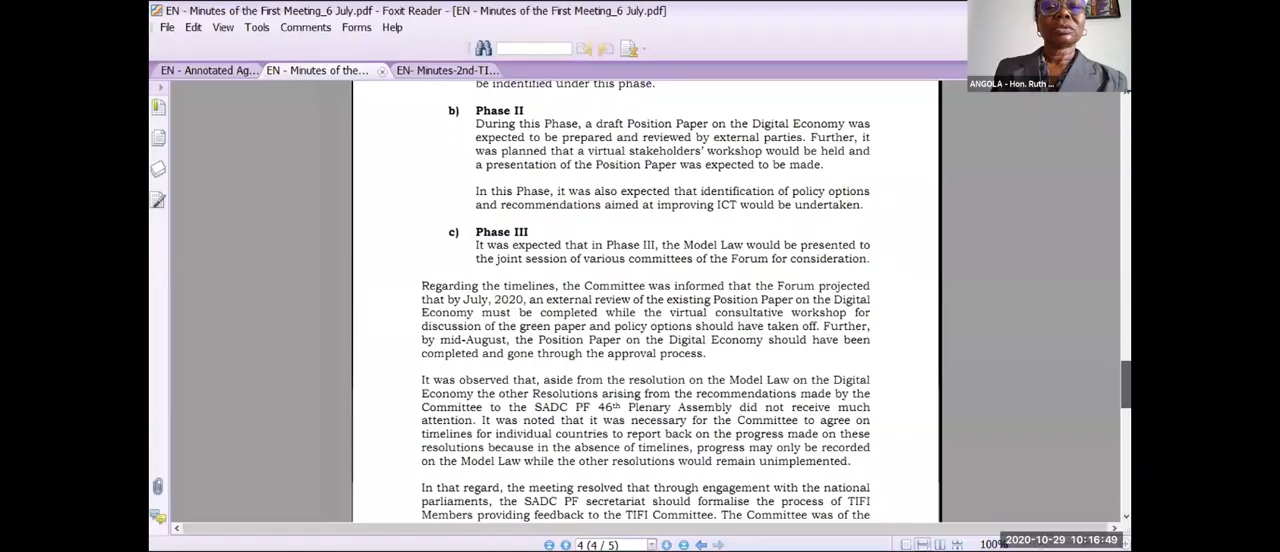 EN - Minutes of the First Meeting_6 July.pdf - Foxit Reader - [EN - Minutes of the First Meeting_6 July.pdf]
File Edit View Tools Comments Forms Help
EN - Annotated Ag... EN - Minutes of the... EN- Minutes-2nd-TI...
ANGOLA - Hon. Ruth ...
be indentified under this phase.
b) Phase II
During this Phase, a draft Position Paper on the Digital Economy was
expected to be prepared and reviewed by external parties. Further, it
was planned that a virtual stakeholders' workshop would be held and
a presentation of the Position Paper was expected to be made.
In this Phase, it was also expected that identification of policy options
and recommendations aimed at improving ICT would be undertaken.
c) Phase III
It was expected that in Phase III, the Model Law would be presented to
the joint session of various committees of the Forum for consideration.
Regarding the timelines, the Committee was informed that the Forum projected
that by July, 2020, an external review of the existing Position Paper on the Digital
Economy must be completed while the virtual consultative workshop for
discussion of the green paper and policy options should have taken off. Further,
by mid-August, the Position Paper on the Digital Economy should have been
completed and gone through the approval process.
It was observed that, aside from the resolution on the Model Law on the Digital
Economy the other Resolutions arising from the recommendations made by the
Committee to the SADC PF 46th Plenary Assembly did not receive much
attention. It was noted that it was necessary for the Committee to agree on
timelines for individual countries to report back on the progress made on these
resolutions because in the absence of timelines, progress may only be recorded
on the Model Law while the other resolutions would remain unimplemented.
In that regard, the meeting resolved that through engagement with the national
parliaments, the SADC PF secretariat should formalise the process of TIFI
Members providing feedback to the TIFI Committee. The Committee was of the
4 (4 / 5)
100%
2020-10-29 10:16:49